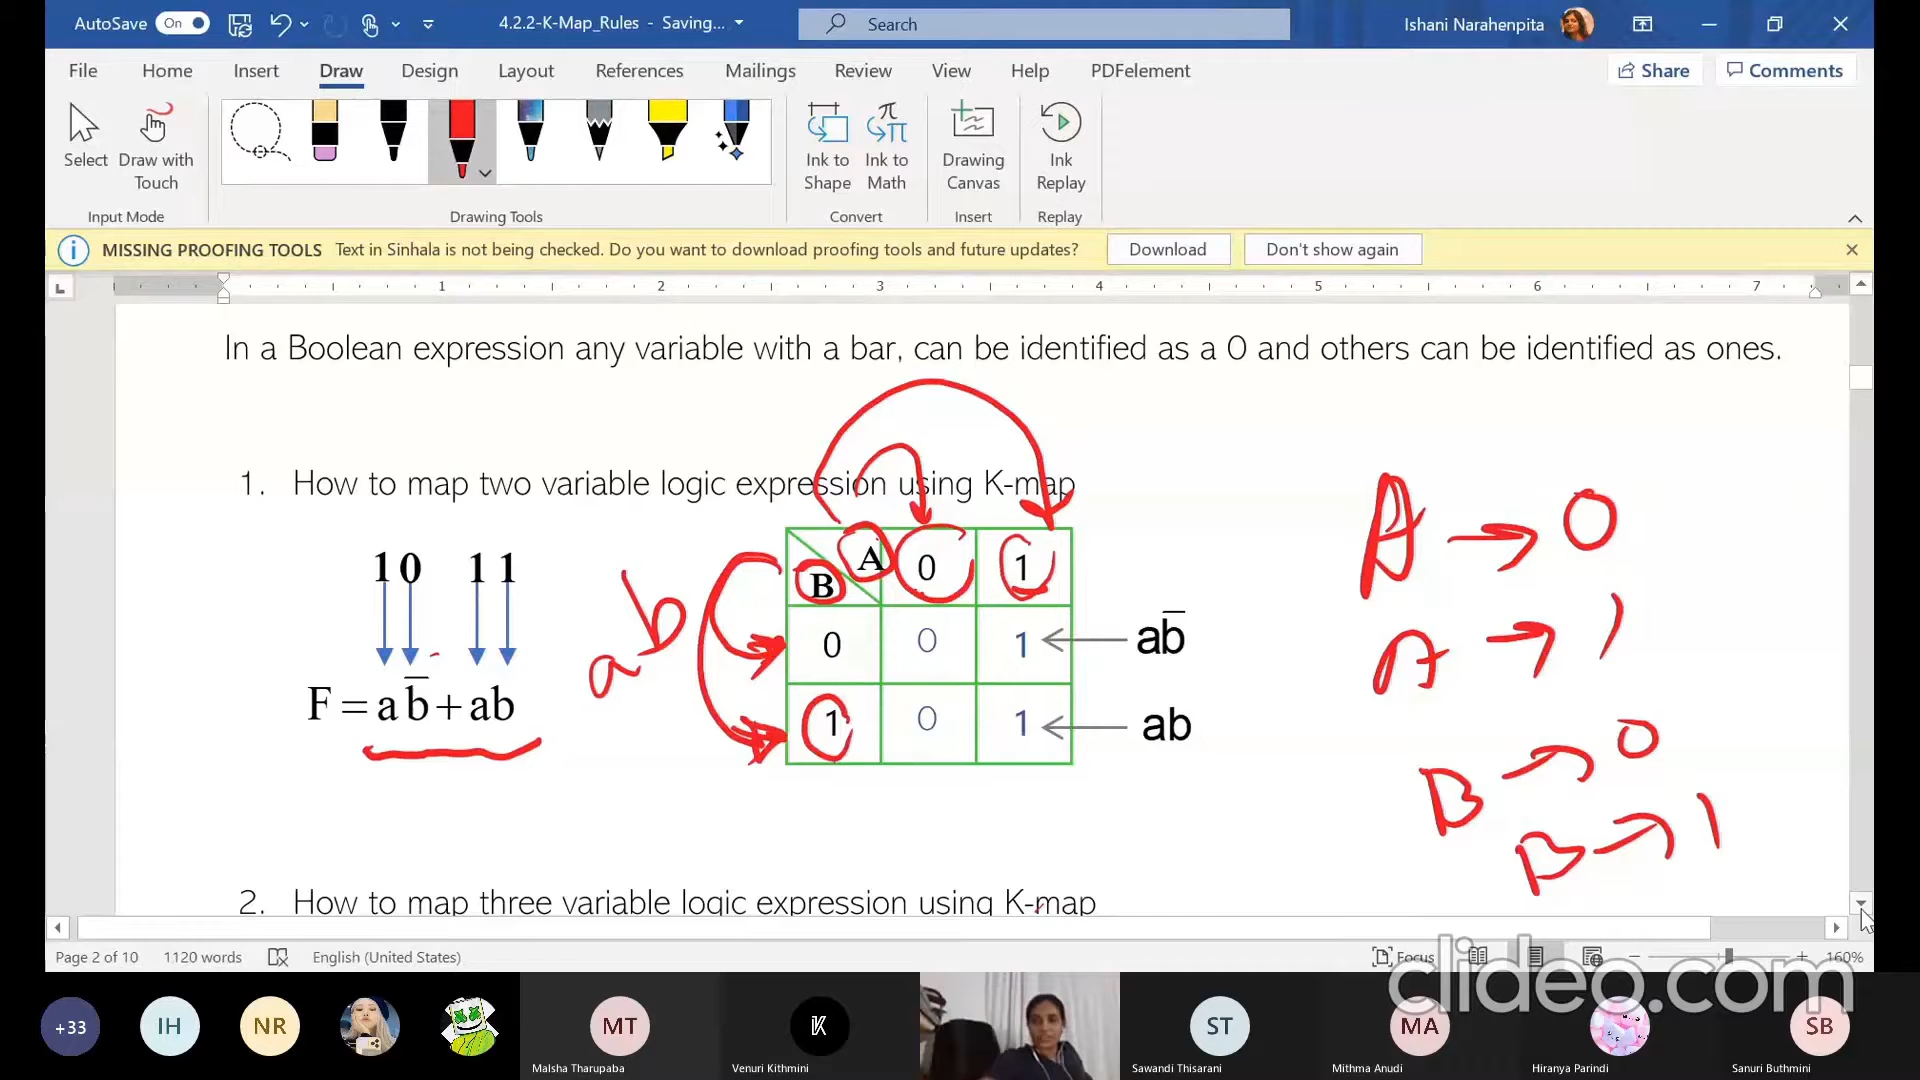 AutoSave On 4.2.2-K-Map_Rules - Saving... Search Ishani Narahenpita
File Home Insert Draw Design Layout References Mailings Review View Help PDFelement Share Comments
Select Draw with Touch Ink to Shape Ink to Math Drawing Canvas Ink Replay
Input Mode Drawing Tools Convert Insert Replay
MISSING PROOFING TOOLS Text in Sinhala is not being checked. Do you want to download proofing tools and future updates? Download Don't show again
1 2 3 4 5 6 7
In a Boolean expression any variable with a bar, can be identified as a 0 and others can be identified as ones.
1. How to map two variable logic expression using K-map
10 11
F = a b̅ + ab
a b
A 0 1
B
0 0 1 ab̅
1 0 1 ab
A → 0
A → 1
B → 0
B → 1
2. How to map three variable logic expression using K-map
Page 2 of 10 1120 words English (United States) Focus 160%
clideo.com
+33 IH NR MT K ST MA SB
Malsha Tharupaba Venuri Kithmini Sawandi Thisarani Mithma Anudi Hiranya Parindi Sanuri Buthmini